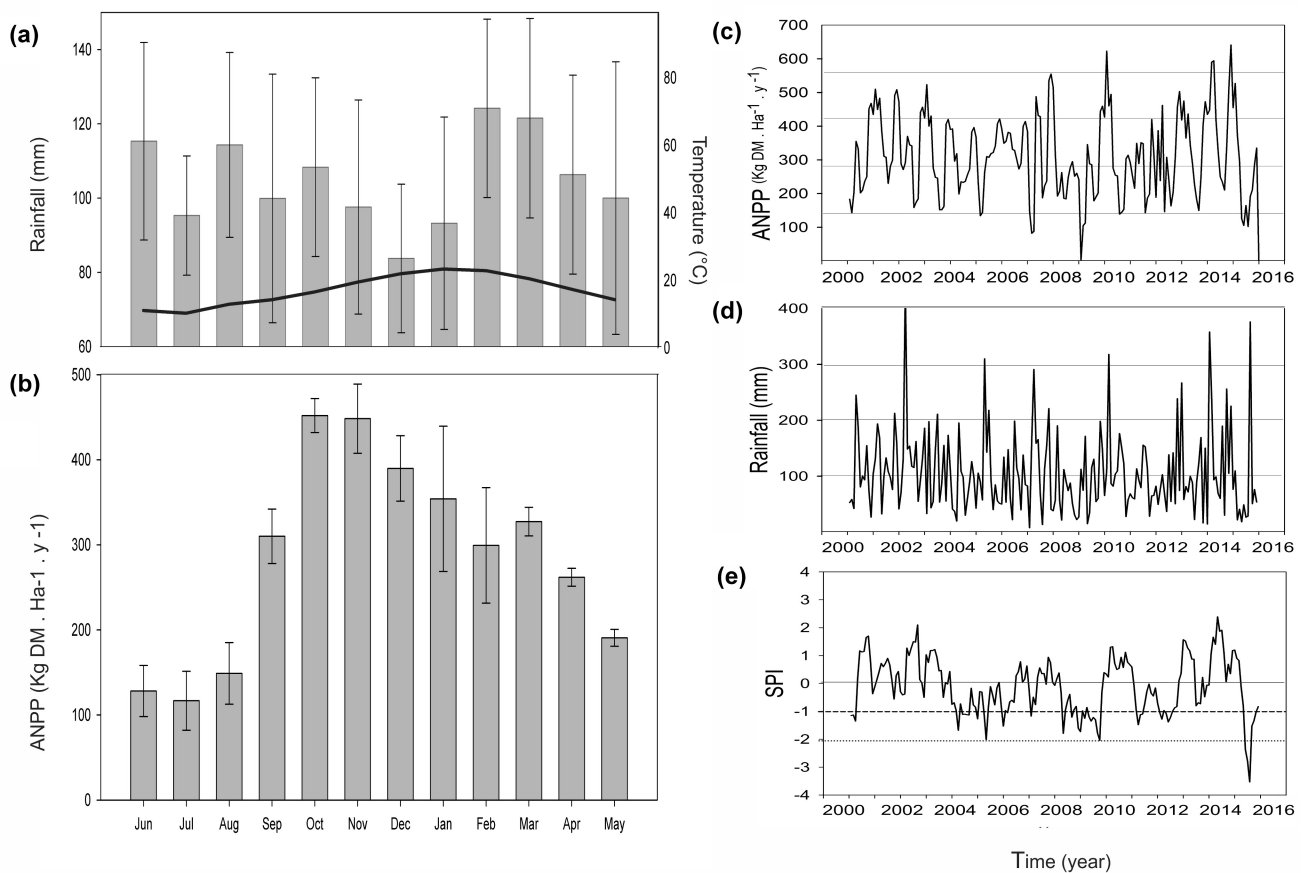 (a)
140
120
100
80
60
Rainfall (mm)
80
60
40
20
0
Temperature (°C)
(b)
500
400
300
200
100
0
ANPP (Kg DM . Ha-1 . y -1)
Jun Jul Aug Sep Oct Nov Dec Jan Feb Mar Apr May
(c)
700
600
500
400
300
200
100
ANPP (Kg DM . Ha-¹ . y -¹)
2000 2002 2004 2006 2008 2010 2012 2014 2016
(d)
400
300
200
100
Rainfall (mm)
2000 2002 2004 2006 2008 2010 2012 2014 2016
(e)
4
3
2
1
0
-1
-2
-3
-4
SPI
2000 2002 2004 2006 2008 2010 2012 2014 2016
Time (year)